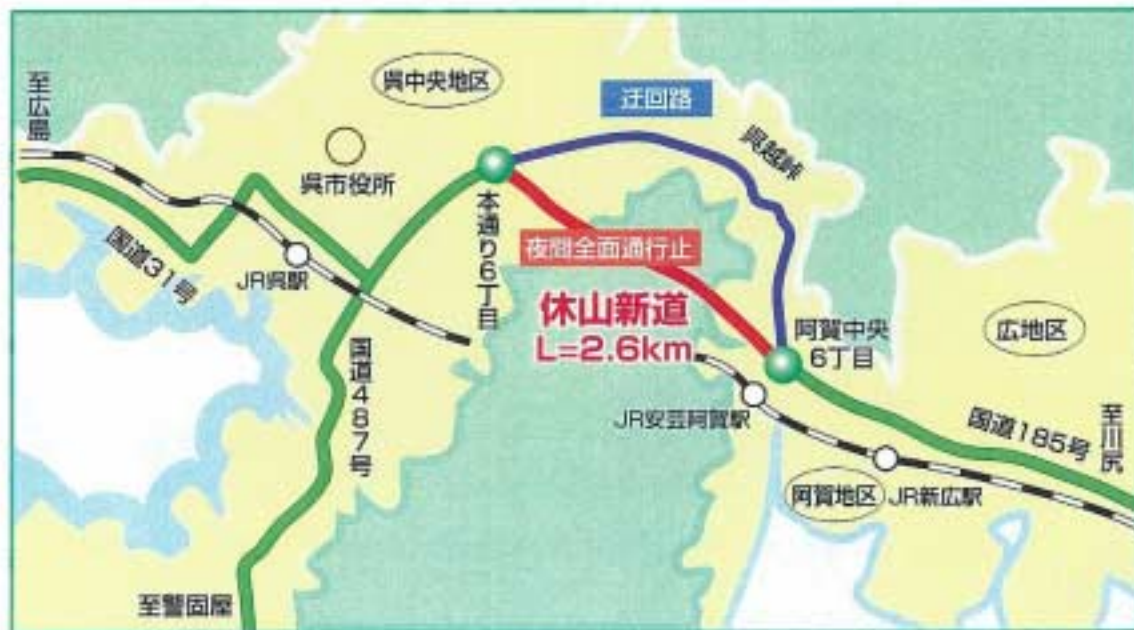 至広島
呉中央地区
迂回路
呉市役所
呉越峠
国道31号
JR呉駅
本通り6丁目
夜間全面通行止
休山新道
L=2.6km
阿賀中央
6丁目
広地区
国道487号
JR安芸阿賀駅
国道185号
至川尻
阿賀地区
JR新広駅
至警固屋